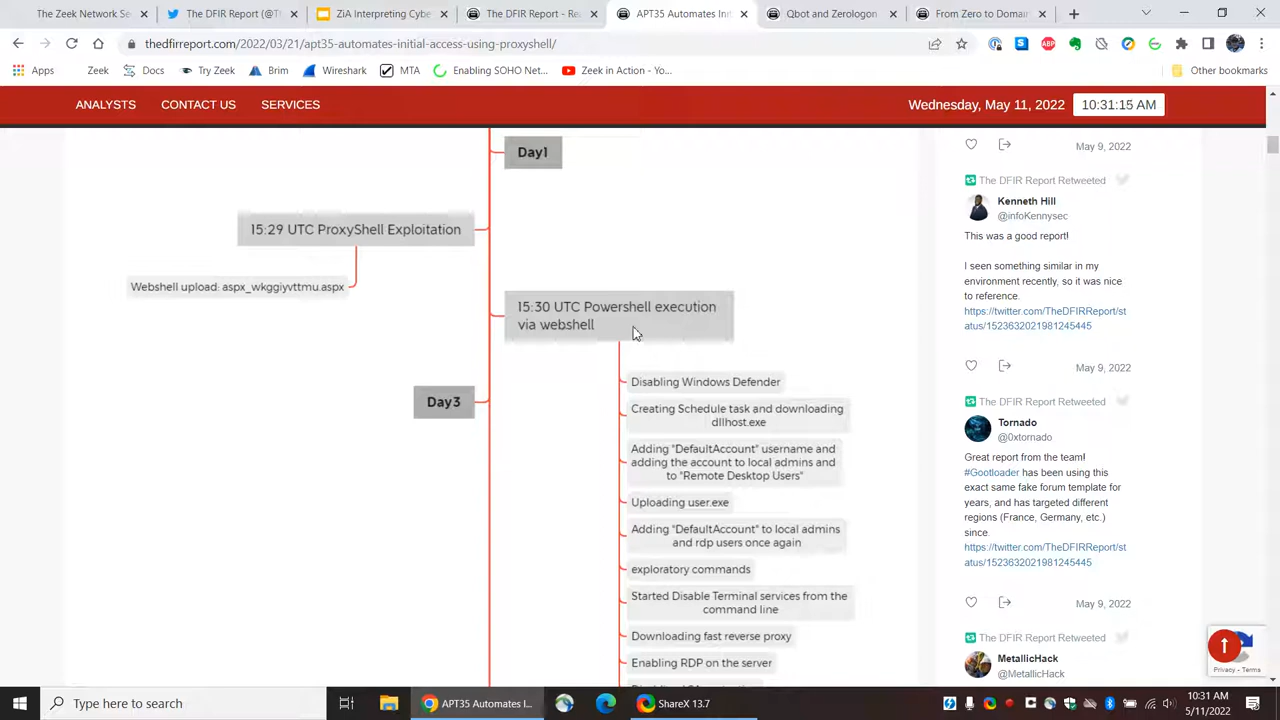 The Zeek Network Se
The DFIR Report (@T
ZiA Interpreting Cybe
The DFIR Report - Rea
APT35 Automates Initi
Qbot and Zerologon
From Zero to Domain
thedfirreport.com/2022/03/21/apt35-automates-initial-access-using-proxyshell/
Apps
Zeek
Docs
Try Zeek
Brim
Wireshark
MTA
Enabling SOHO Net...
Zeek in Action - Yo...
Other bookmarks
ANALYSTS
CONTACT US
SERVICES
Wednesday, May 11, 2022
10:31:15 AM
Day1
15:29 UTC ProxyShell Exploitation
Webshell upload: aspx_wkggiyvttmu.aspx
15:30 UTC Powershell execution
via webshell
Day3
Disabling Windows Defender
Creating Schedule task and downloading
dllhost.exe
Adding "DefaultAccount" username and
adding the account to local admins and
to "Remote Desktop Users"
Uploading user.exe
Adding "DefaultAccount" to local admins
and rdp users once again
exploratory commands
Started Disable Terminal services from the
command line
Downloading fast reverse proxy
Enabling RDP on the server
May 9, 2022
The DFIR Report Retweeted
Kenneth Hill
@infoKennysec
This was a good report!
I seen something similar in my
environment recently, so it was nice
to reference.
https://twitter.com/TheDFIRReport/st
atus/1523632021981245445
May 9, 2022
The DFIR Report Retweeted
Tornado
@0xtornado
Great report from the team!
#Gootloader has been using this
exact same fake forum template for
years, and has targeted different
regions (France, Germany, etc.)
since.
https://twitter.com/TheDFIRReport/st
atus/1523632021981245445
May 9, 2022
The DFIR Report Retweeted
MetallicHack
@MetallicHack
Privacy - Terms
Type here to search
APT35 Automates I...
ShareX 13.7
10:31 AM
5/11/2022